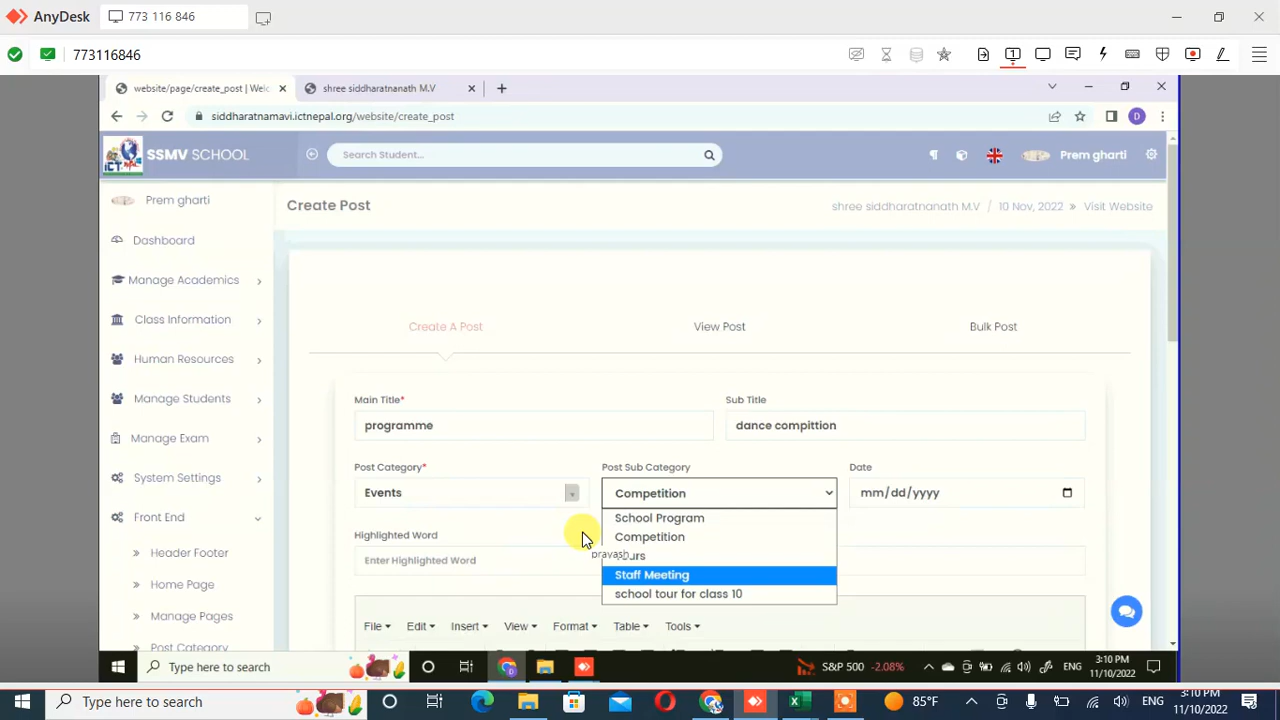 AnyDesk
773 116 846
773116846
website/page/create_post | Welc
shree siddharatnanath M.V
siddharatnamavi.ictnepal.org/website/create_post
SSMV SCHOOL
Search Student...
Prem gharti
Prem gharti
Create Post
shree siddharatnanath M.V / 10 Nov, 2022 » Visit Website
Dashboard
Manage Academics
Class Information
Human Resources
Manage Students
Manage Exam
System Settings
Front End
Header Footer
Home Page
Manage Pages
Post Category
Create A Post
View Post
Bulk Post
Main Title*
Sub Title
programme
dance compittion
Post Category*
Post Sub Category
Date
Events
Competition
mm/dd/yyyy
School Program
Competition
Staff Meeting
school tour for class 10
Highlighted Word
pravash
Enter Highlighted Word
File
Edit
Insert
View
Format
Table
Tools
Type here to search
S&P 500 -2.08%
ENG
3:10 PM
11/10/2022
Type here to search
85°F
ENG
3:10 PM
11/10/2022